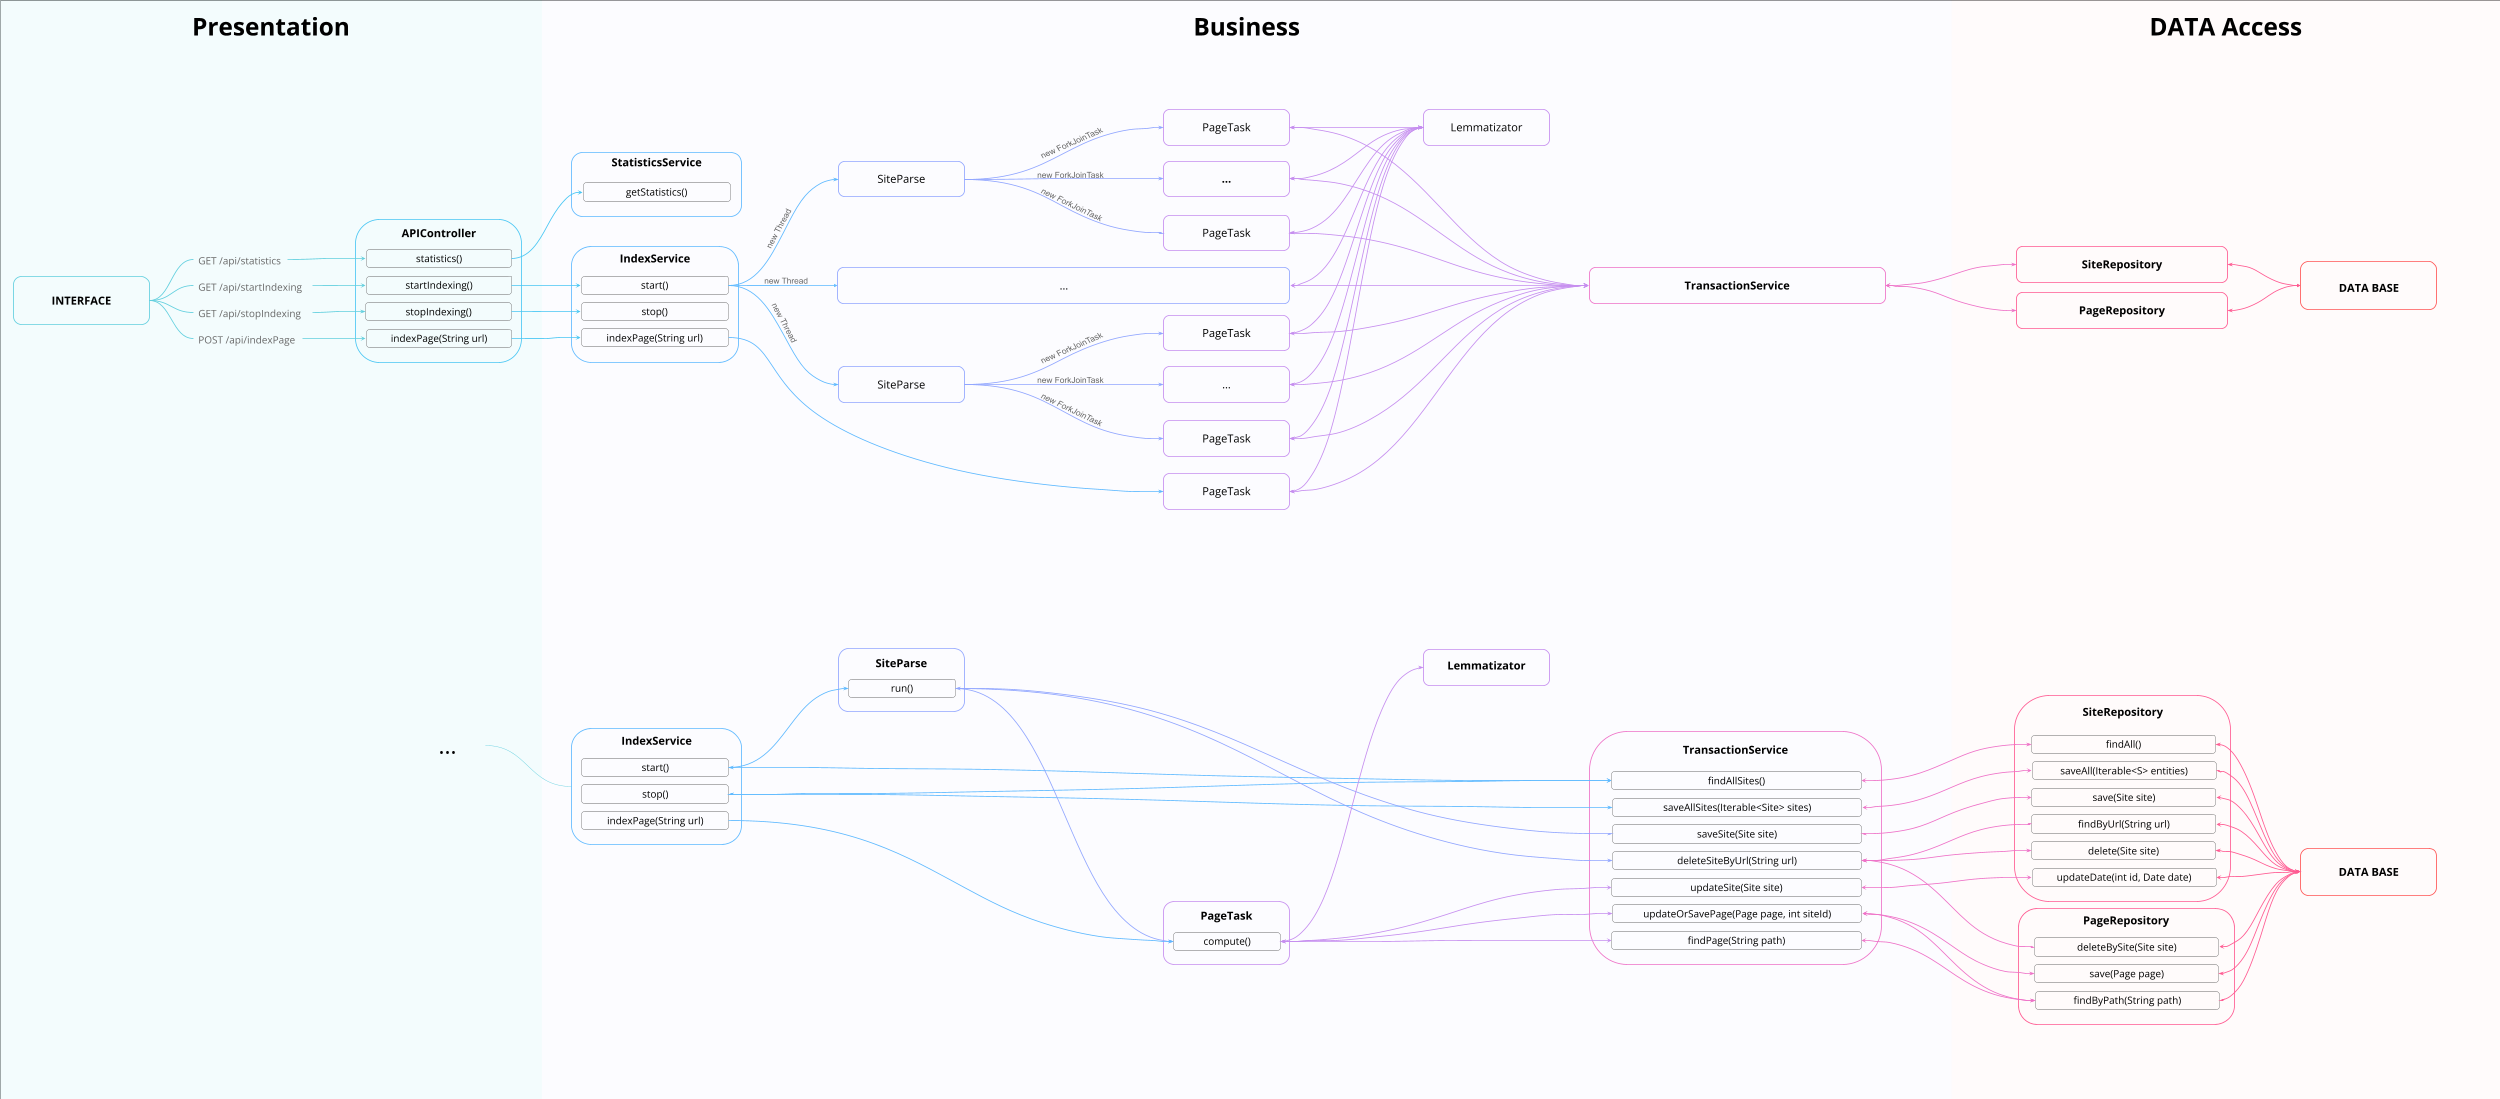 Presentation
Business
DATA Access
INTERFACE
GET /api/statistics
GET /api/startIndexing
GET /api/stopIndexing
POST /api/indexPage
APIController
statistics()
startIndexing()
stopIndexing()
indexPage(String url)
StatisticsService
getStatistics()
IndexService
start()
stop()
indexPage(String url)
new Thread
new Thread
new Thread
SiteParse
...
SiteParse
new ForkJoinTask
new ForkJoinTask
new ForkJoinTask
new ForkJoinTask
new ForkJoinTask
new ForkJoinTask
PageTask
...
PageTask
PageTask
...
PageTask
PageTask
Lemmatizator
TransactionService
SiteRepository
PageRepository
DATA BASE
...
IndexService
start()
stop()
indexPage(String url)
SiteParse
run()
PageTask
compute()
Lemmatizator
TransactionService
findAllSites()
saveAllSites(Iterable<Site> sites)
saveSite(Site site)
deleteSiteByUrl(String url)
updateSite(Site site)
updateOrSavePage(Page page, int siteId)
findPage(String path)
SiteRepository
findAll()
saveAll(Iterable<S> entities)
save(Site site)
findByUrl(String url)
delete(Site site)
updateDate(int id, Date date)
PageRepository
deleteBySite(Site site)
save(Page page)
findByPath(String path)
DATA BASE